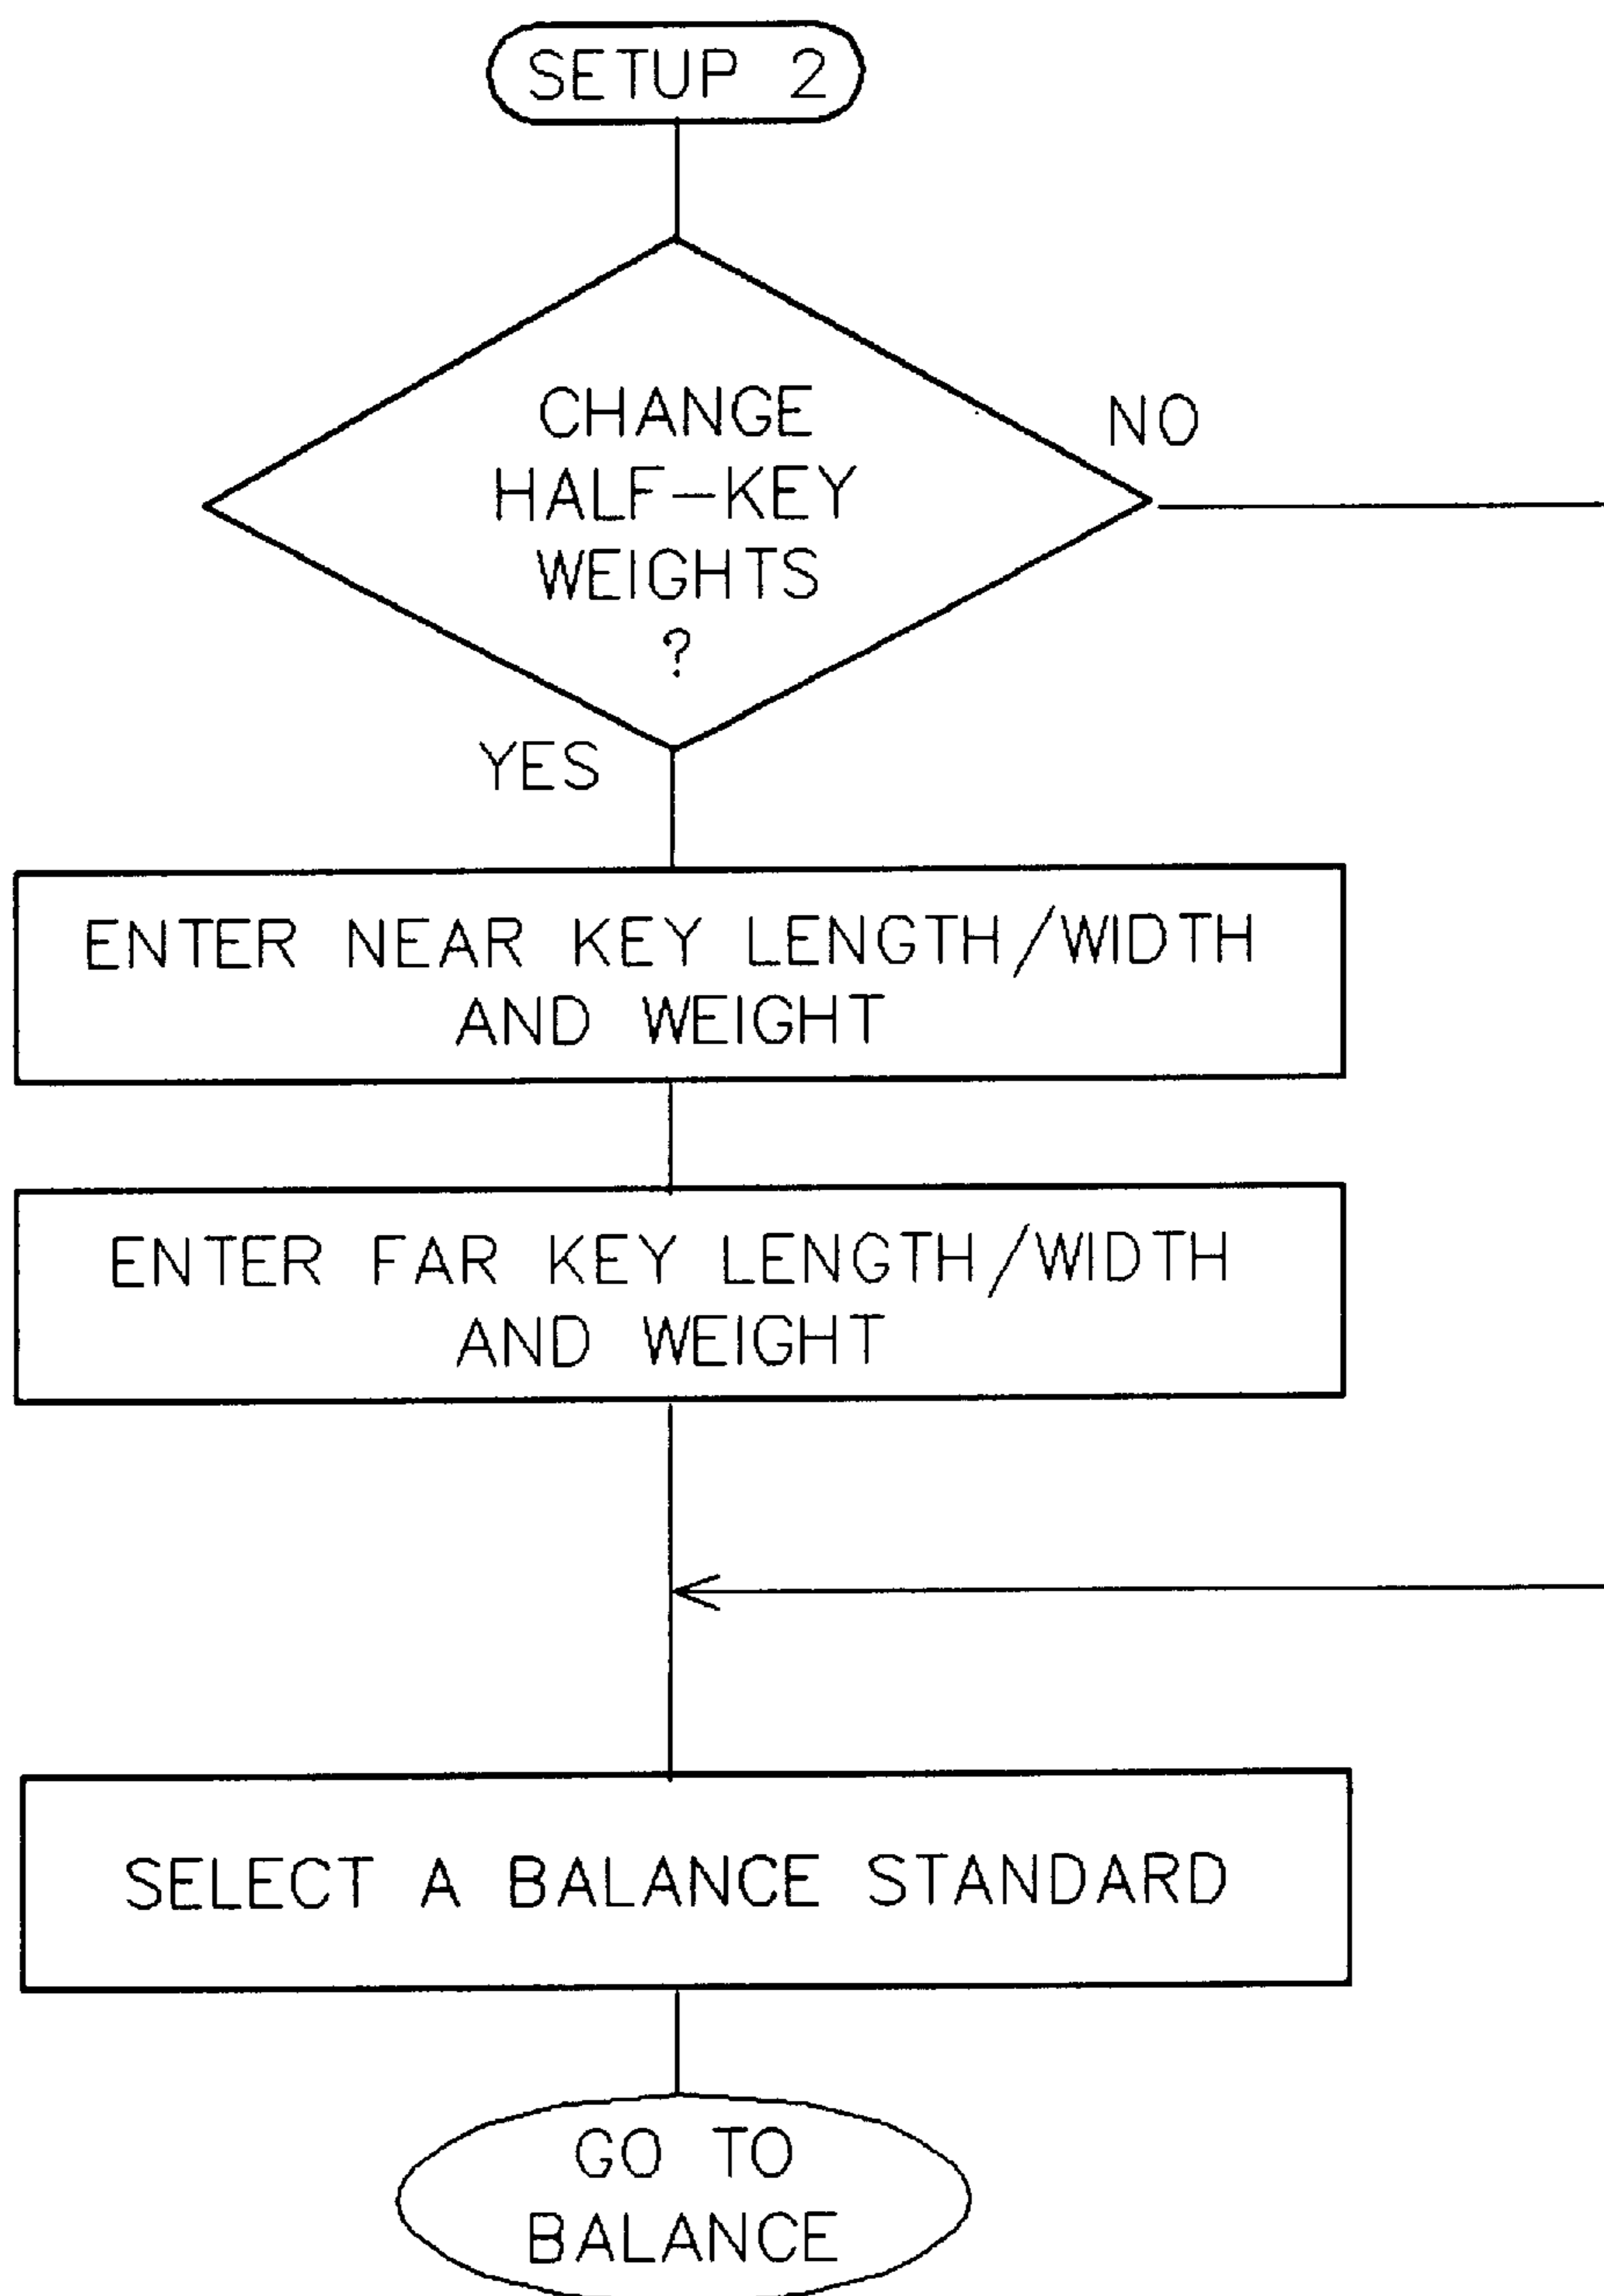 SETUP 2
CHANGE
HALF-KEY
WEIGHTS
?
NO
YES
ENTER NEAR KEY LENGTH/WIDTH
AND WEIGHT
ENTER FAR KEY LENGTH/WIDTH
AND WEIGHT
SELECT A BALANCE STANDARD
GO TO
BALANCE